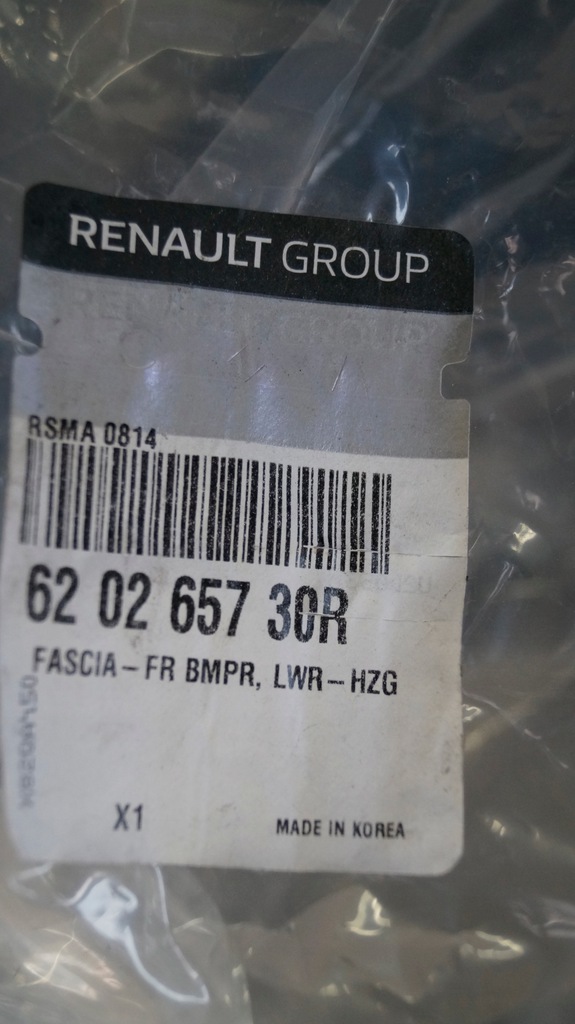 RENAULT GROUP
RSMA 0814
62 02 657 30R
FASCIA-FR BMPR, LWR-HZG
X1
MADE IN KOREA